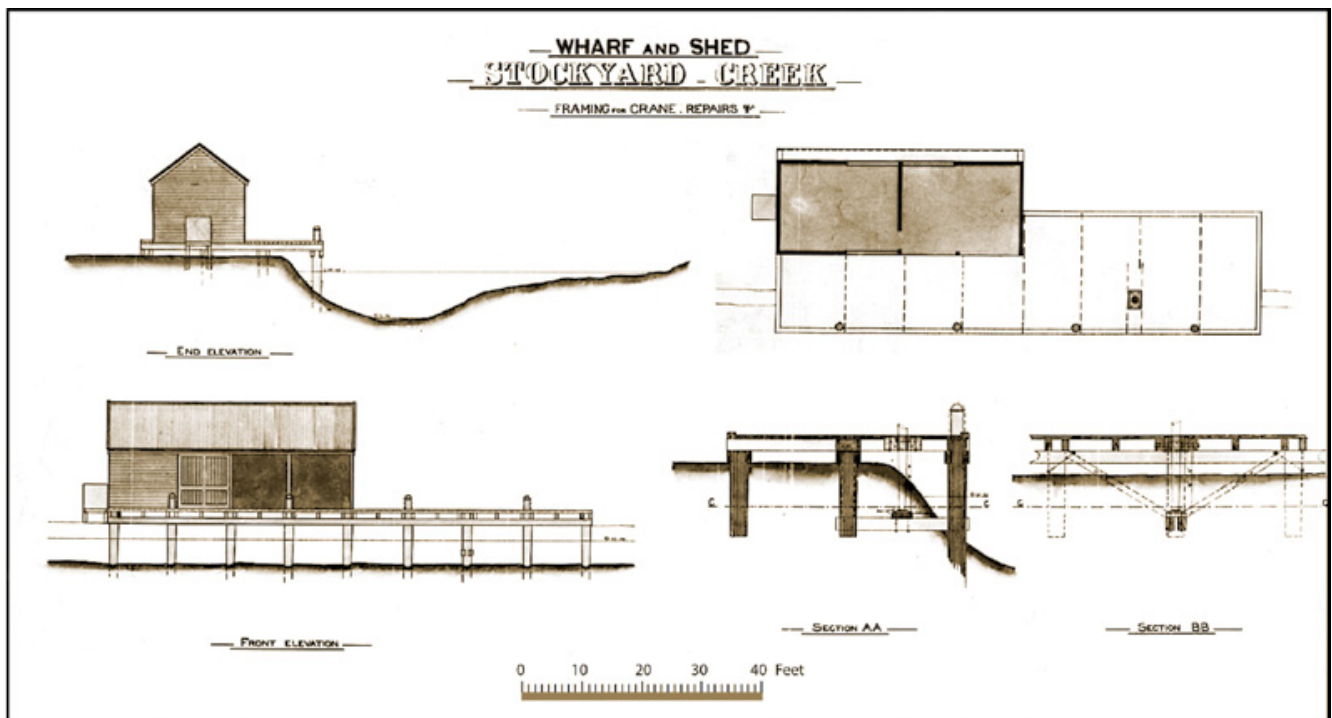 WHARF AND SHED
STOCKYARD - CREEK
FRAMING FOR CRANE. REPAIRS
END ELEVATION
FRONT ELEVATION
C
C
SECTION AA
C
C
SECTION BB
0 10 20 30 40 Feet